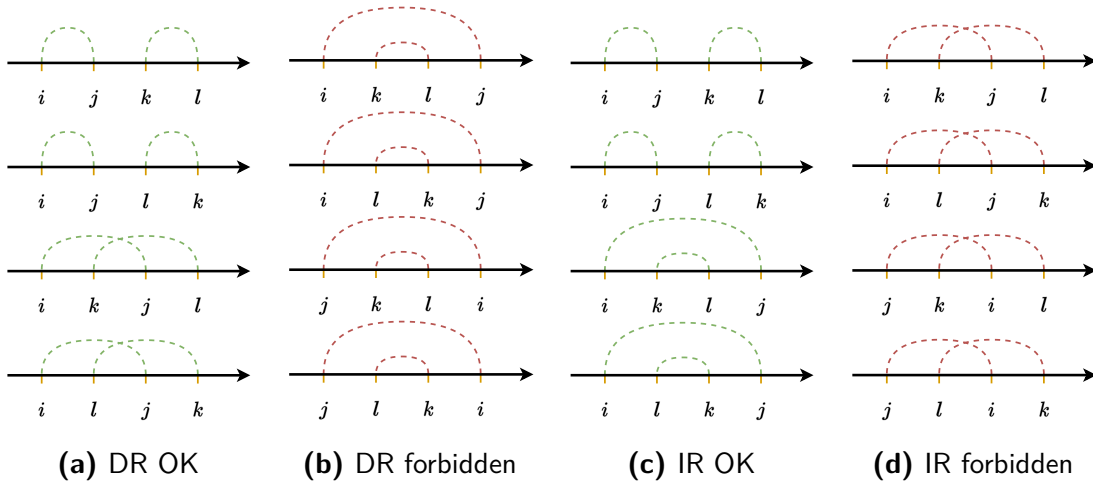 i j k l
i k l j
i j k l
i k j l
i j l k
i l k j
i j l k
i l j k
i k j l
j k l i
i k l j
j k i l
i l j k
j l k i
i l k j
j l i k
(a) DR OK
(b) DR forbidden
(c) IR OK
(d) IR forbidden